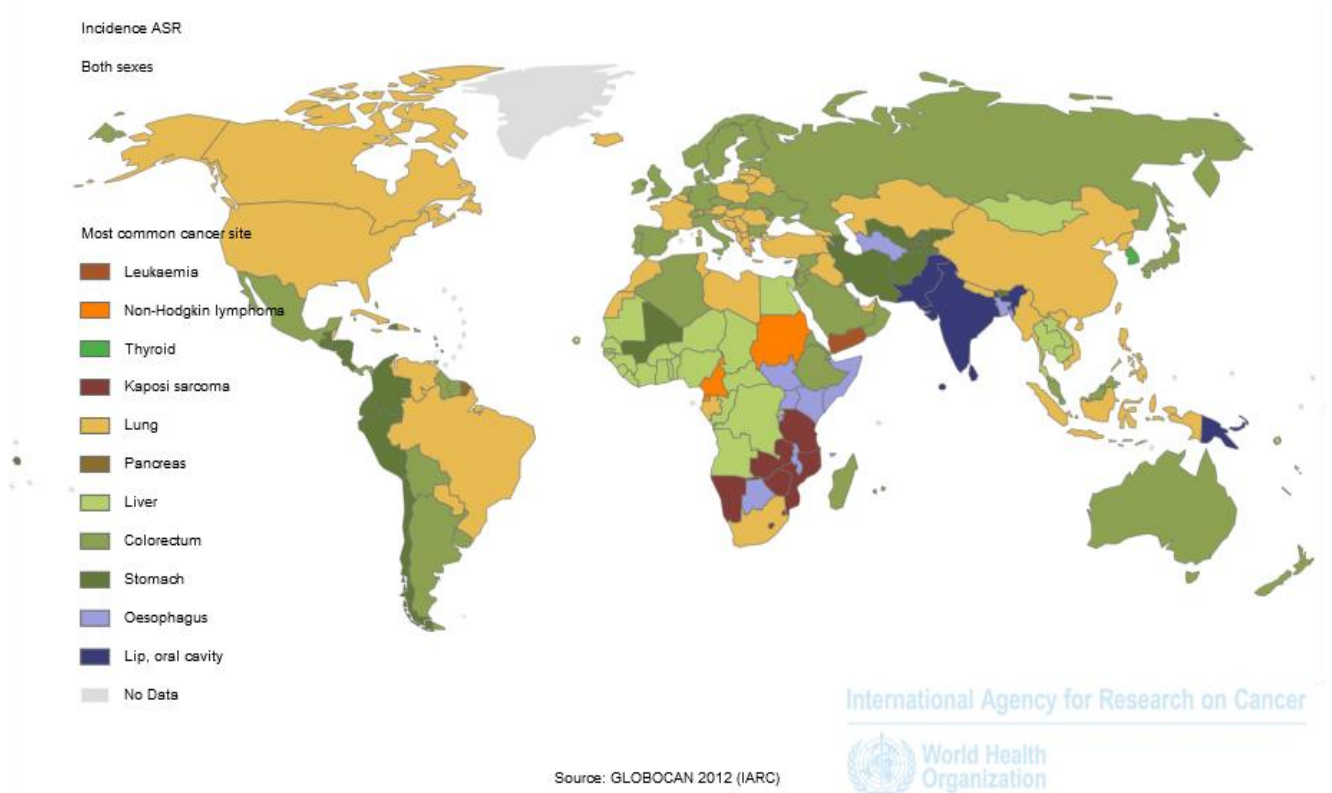 Incidence ASR
Both sexes
Most common cancer site
Leukaemia
Non-Hodgkin lymphoma
Thyroid
Kaposi sarcoma
Lung
Pancreas
Liver
Colorectum
Stomach
Oesophagus
Lip, oral cavity
No Data
International Agency for Research on Cancer
World Health
Organization
Source: GLOBOCAN 2012 (IARC)